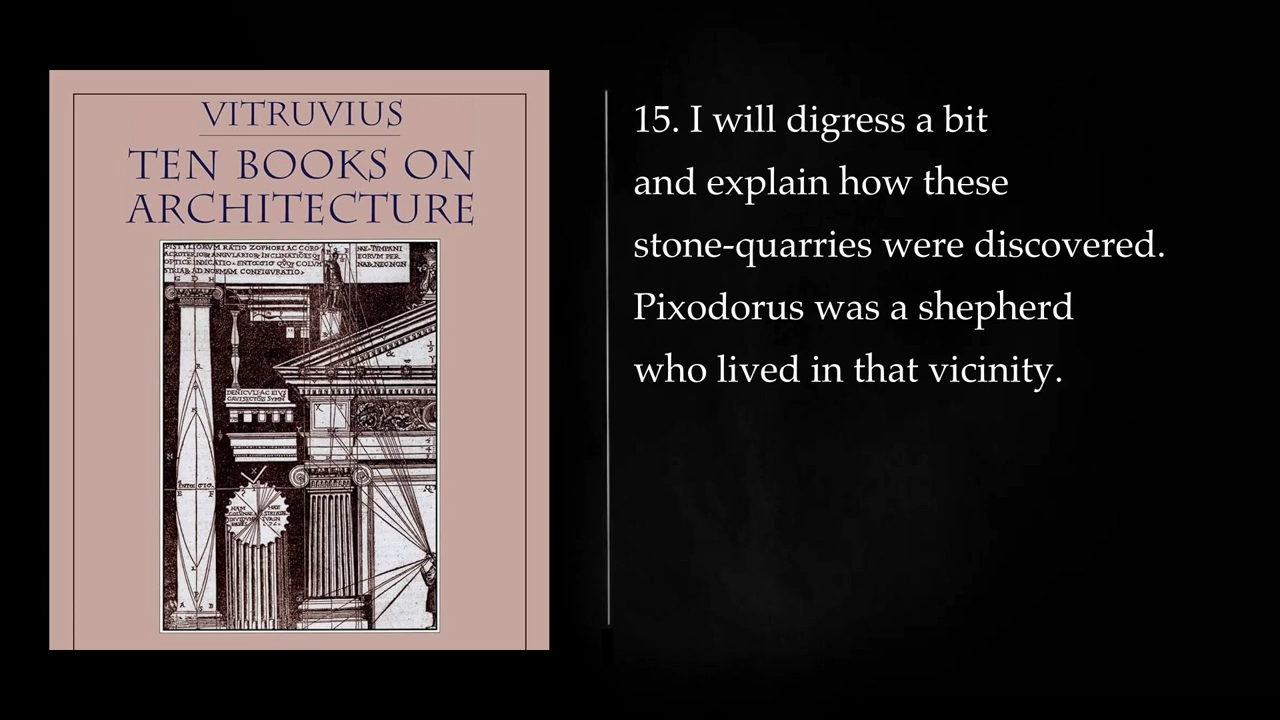 VITRUVIUS
TEN BOOKS ON
ARCHITECTURE
15. I will digress a bit
and explain how these
stone-quarries were discovered.
Pixodorus was a shepherd
who lived in that vicinity.